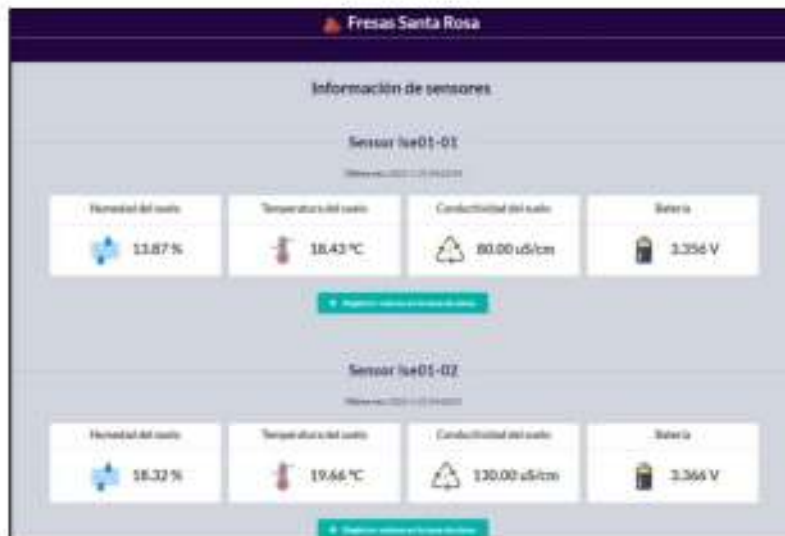 Fresas Santa Rosa
Información de sensores
Sensor lse01-01
Humedad del suelo Temperatura del suelo Conductividad del suelo Batería
13.87 % 18.43 °C 80.00 uS/cm 3.356 V
Sensor lse01-02
Humedad del suelo Temperatura del suelo Conductividad del suelo Batería
18.32 % 19.66 °C 130.00 uS/cm 3.366 V